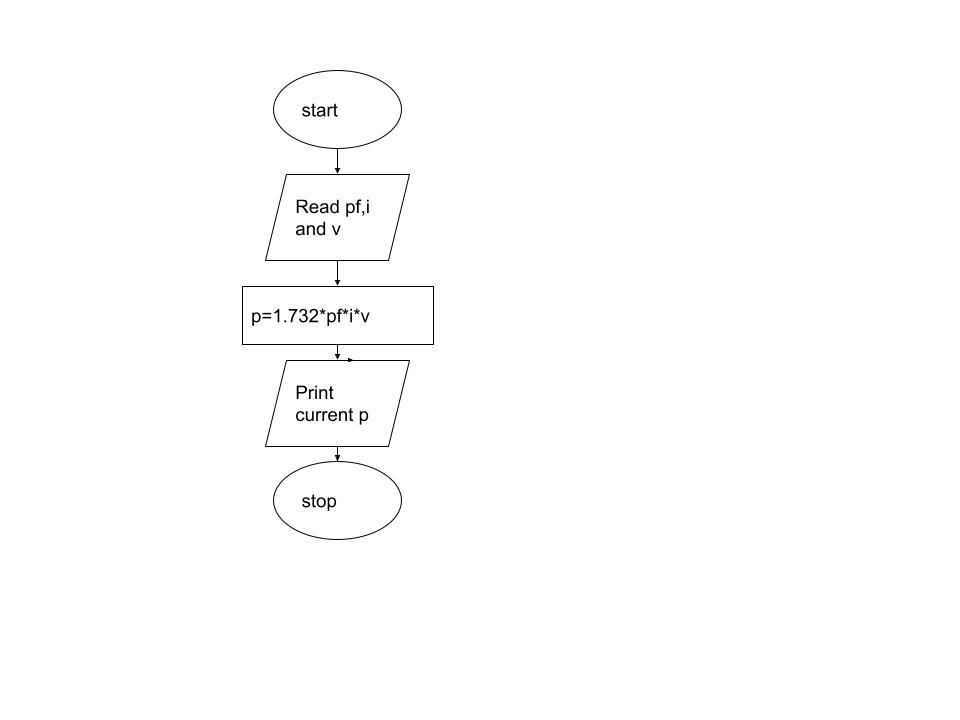 start
Read pf,i
and v
p=1.732*pf*i*v
Print
current p
stop